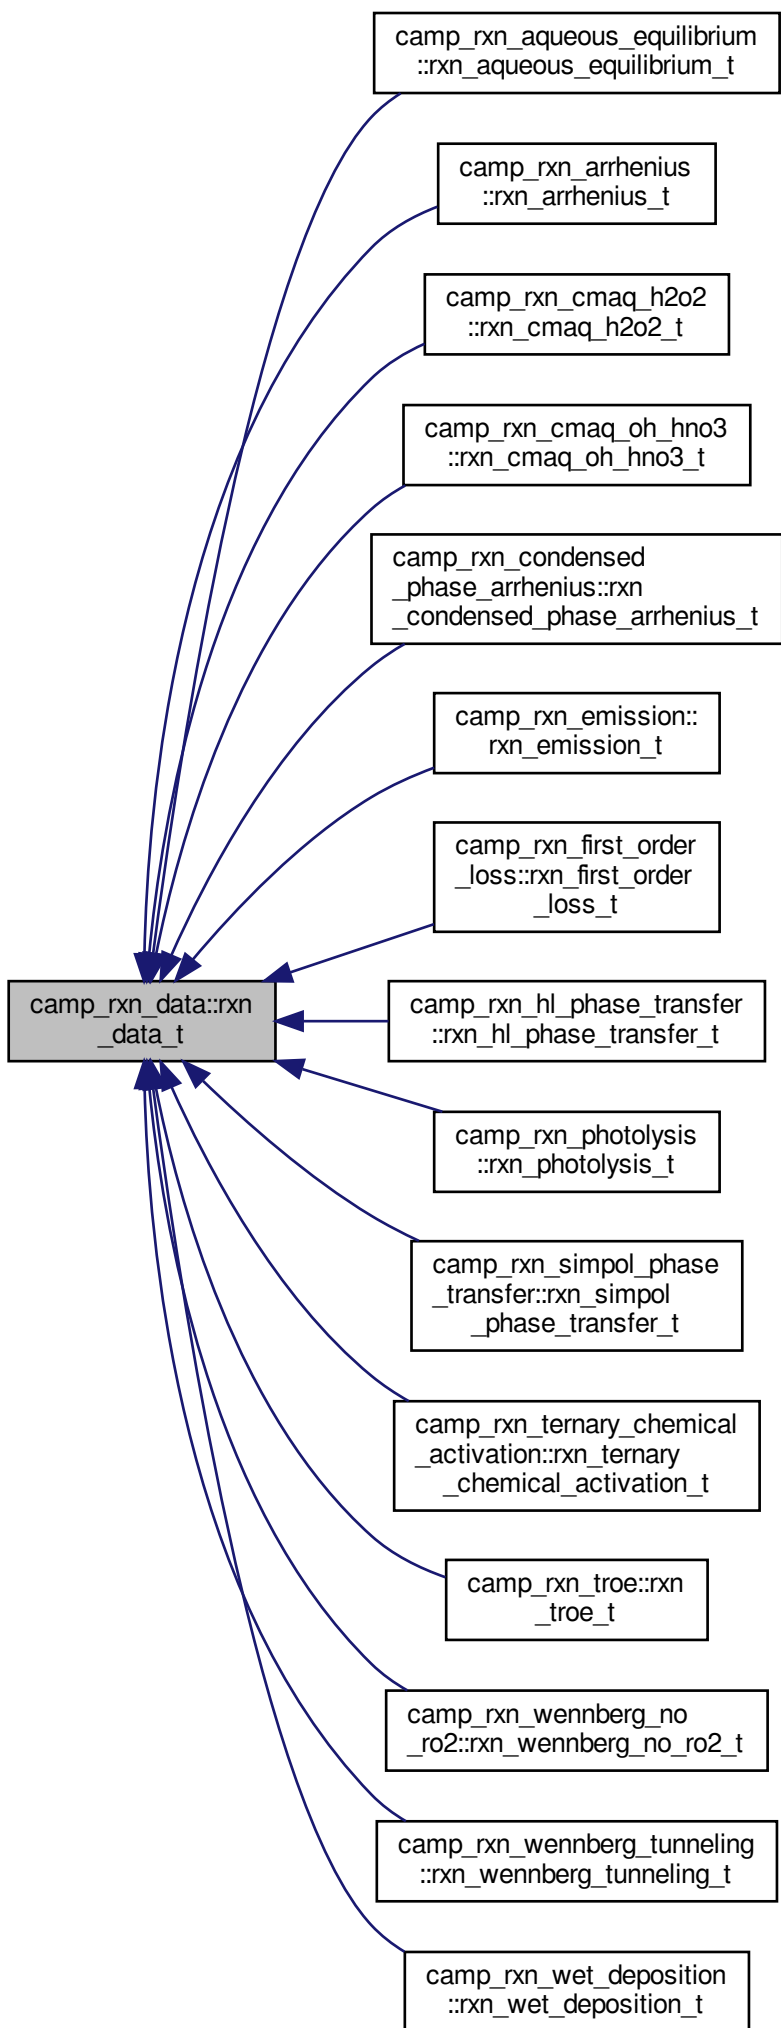 camp_rxn_aqueous_equilibrium
::rxn_aqueous_equilibrium_t
camp_rxn_arrhenius
::rxn_arrhenius_t
camp_rxn_cmaq_h2o2
::rxn_cmaq_h2o2_t
camp_rxn_cmaq_oh_hno3
::rxn_cmaq_oh_hno3_t
camp_rxn_condensed
_phase_arrhenius::rxn
_condensed_phase_arrhenius_t
camp_rxn_emission::
rxn_emission_t
camp_rxn_first_order
_loss::rxn_first_order
_loss_t
camp_rxn_data::rxn
_data_t
camp_rxn_hl_phase_transfer
::rxn_hl_phase_transfer_t
camp_rxn_photolysis
::rxn_photolysis_t
camp_rxn_simpol_phase
_transfer::rxn_simpol
_phase_transfer_t
camp_rxn_ternary_chemical
_activation::rxn_ternary
_chemical_activation_t
camp_rxn_troe::rxn
_troe_t
camp_rxn_wennberg_no
_ro2::rxn_wennberg_no_ro2_t
camp_rxn_wennberg_tunneling
::rxn_wennberg_tunneling_t
camp_rxn_wet_deposition
::rxn_wet_deposition_t